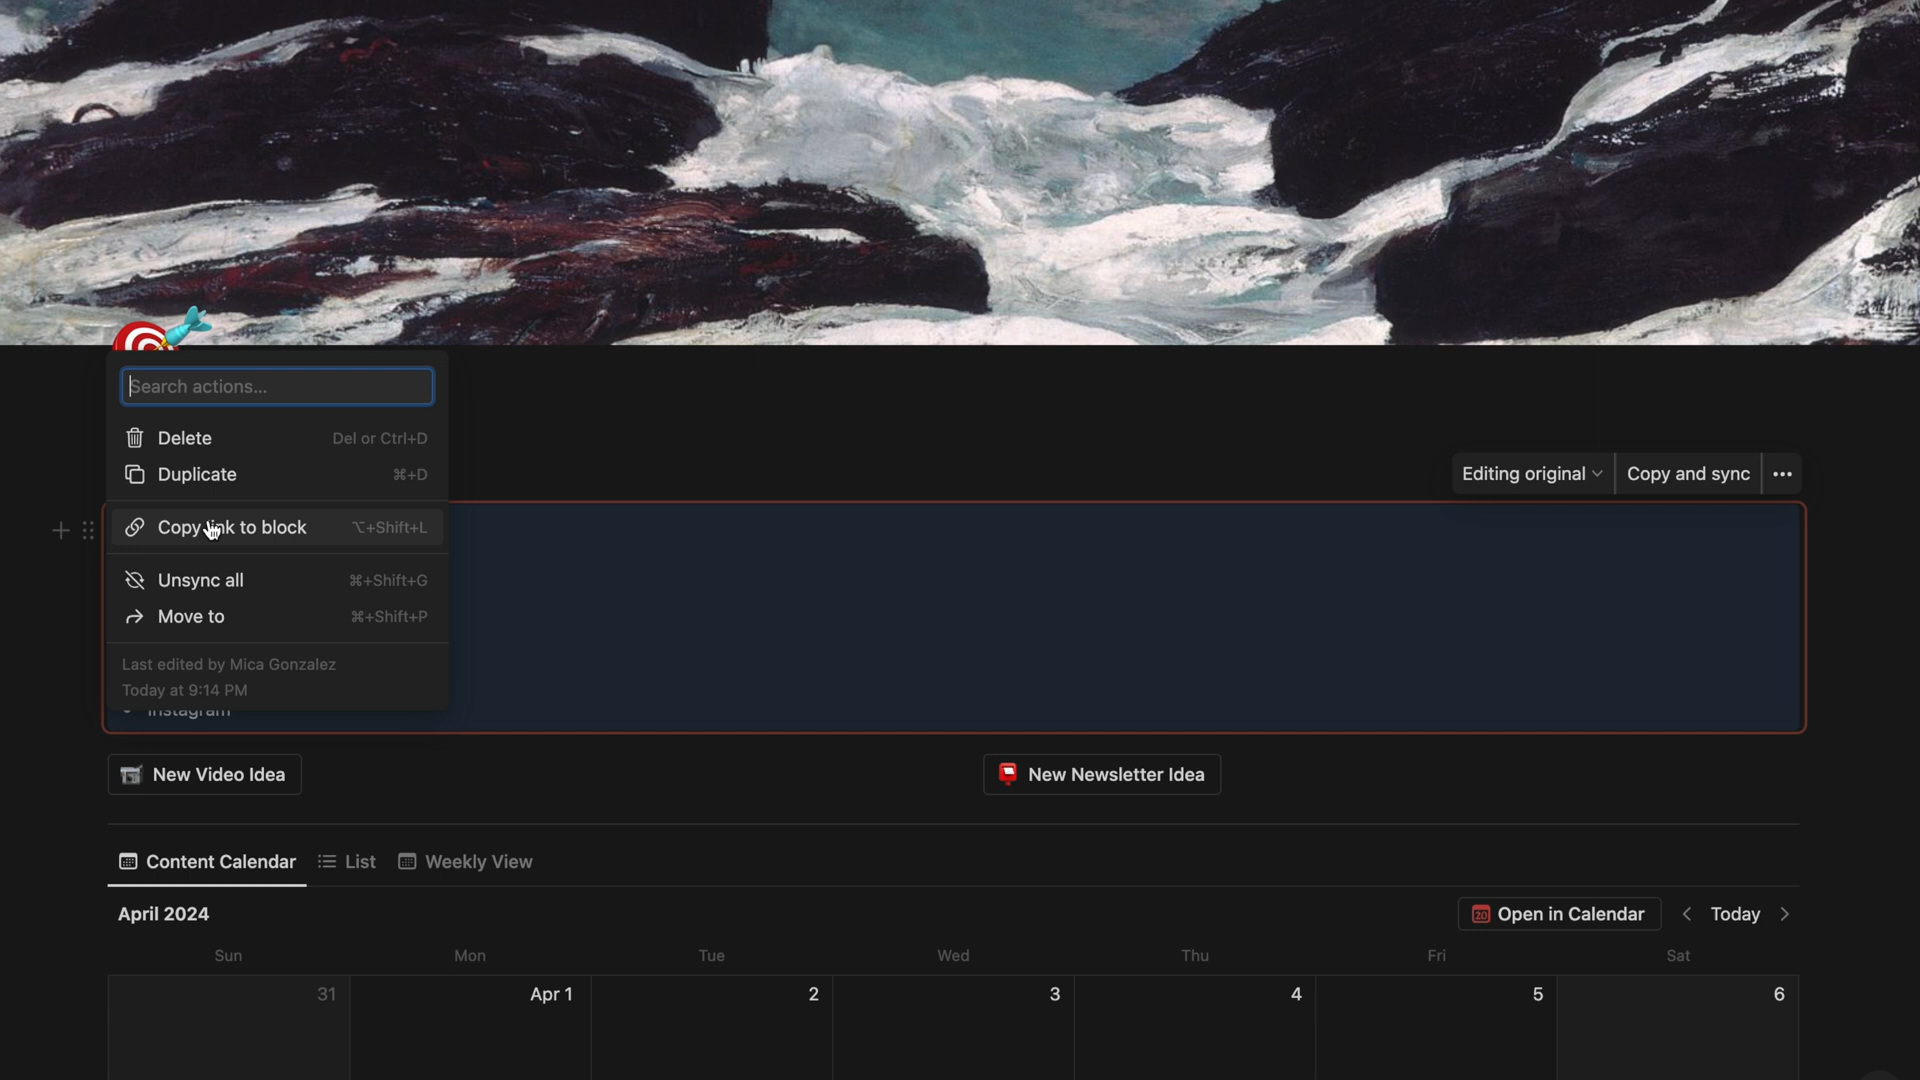 Search actions...
Delete Del or Ctrl+D
Duplicate ⌘+D
Editing original Copy and sync
Copy link to block ⌥+Shift+L
Unsync all ⌘+Shift+G
Move to ⌘+Shift+P
Last edited by Mica Gonzalez
Today at 9:14 PM
Instagram
New Video Idea New Newsletter Idea
Content Calendar List Weekly View
April 2024 20 Open in Calendar Today
Sun Mon Tue Wed Thu Fri Sat
31 Apr 1 2 3 4 5 6